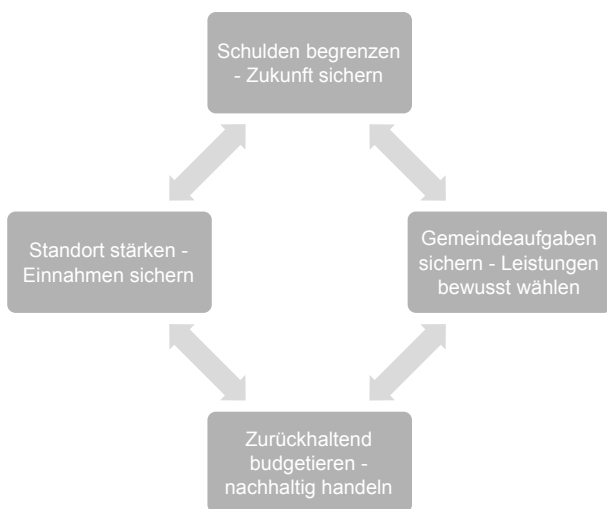 Schulden begrenzen
- Zukunft sichern
Standort stärken -
Einnahmen sichern
Gemeindeaufgaben
sichern - Leistungen
bewusst wählen
Zurückhaltend
budgetieren -
nachhaltig handeln